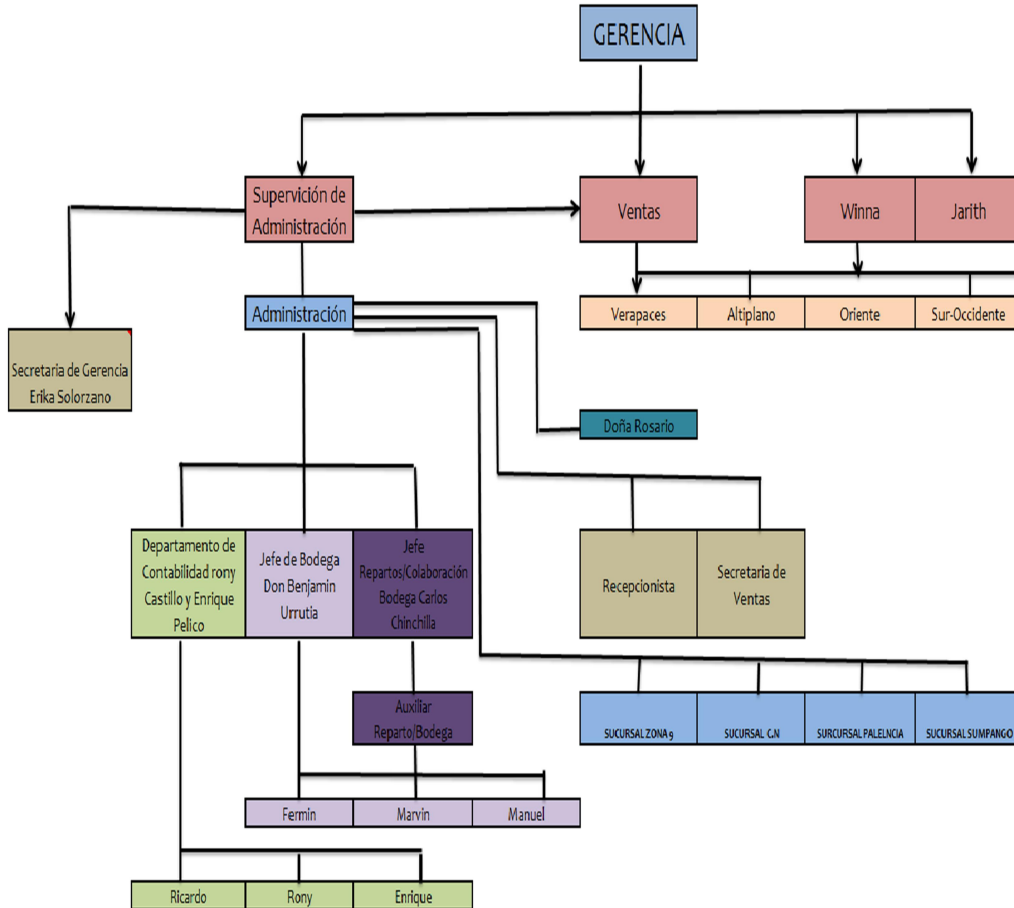 GERENCIA
Supervición de
Administración
Ventas
Winna
Jarith
Administración
Verapaces
Altiplano
Oriente
Sur-Occidente
Secretaria de Gerencia
Erika Solorzano
Doña Rosario
Departamento de
Contabilidad rony
Castillo y Enrique
Pelico
Jefe de Bodega
Don Benjamin
Urrutia
Jefe
Repartos/Colaboración
Bodega Carlos
Chinchilla
Recepcionista
Secretaria de
Ventas
Auxiliar
Reparto/Bodega
SUCURSAL ZONA 9
SUCURSAL C.N
SURCURSAL PALELNCIA
SUCURSAL SUMPANGO
Fermin
Marvin
Manuel
Ricardo
Rony
Enrique